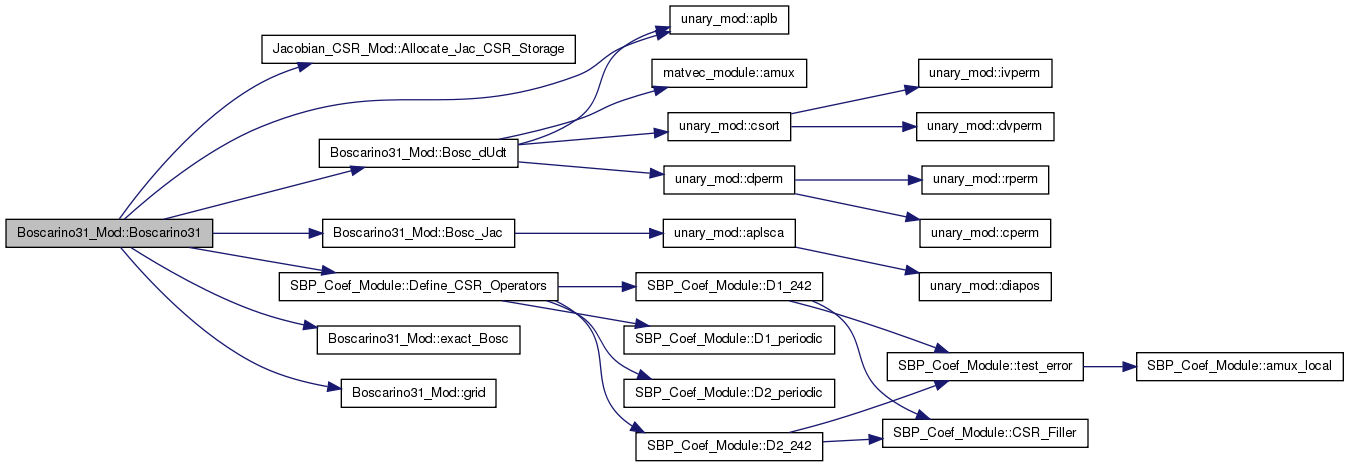 unary_mod::aplb
Jacobian_CSR_Mod::Allocate_Jac_CSR_Storage
matvec_module::amux
unary_mod::ivperm
unary_mod::csort
unary_mod::dvperm
Boscarino31_Mod::Bosc_dUdt
unary_mod::dperm
unary_mod::rperm
Boscarino31_Mod::Boscarino31
Boscarino31_Mod::Bosc_Jac
unary_mod::aplsca
unary_mod::cperm
SBP_Coef_Module::Define_CSR_Operators
SBP_Coef_Module::D1_242
unary_mod::diapos
Boscarino31_Mod::exact_Bosc
SBP_Coef_Module::D1_periodic
SBP_Coef_Module::test_error
SBP_Coef_Module::amux_local
Boscarino31_Mod::grid
SBP_Coef_Module::D2_periodic
SBP_Coef_Module::D2_242
SBP_Coef_Module::CSR_Filler